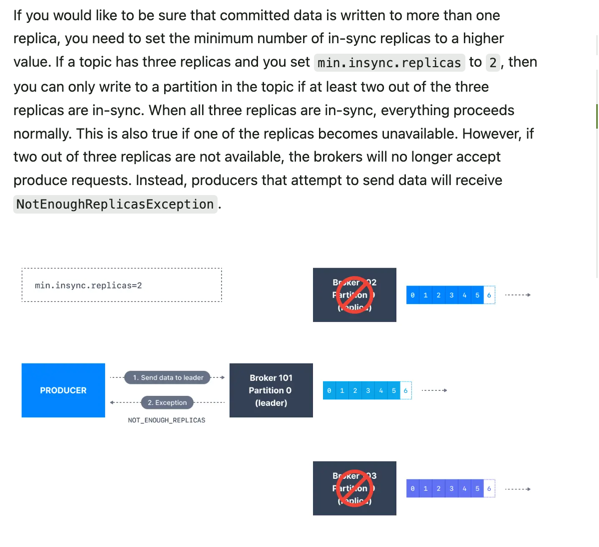 If you would like to be sure that committed data is written to more than one
replica, you need to set the minimum number of in-sync replicas to a higher
value. If a topic has three replicas and you set min.insync.replicas to 2, then
you can only write to a partition in the topic if at least two out of the three
replicas are in-sync. When all three replicas are in-sync, everything proceeds
normally. This is also true if one of the replicas becomes unavailable. However, if
two out of three replicas are not available, the brokers will no longer accept
produce requests. Instead, producers that attempt to send data will receive
NotEnoughReplicasException.
min.insync.replicas=2
Partition
0 1 2 3 4 5 6
PRODUCER
1. Send data to leader
2. Exception
NOT_ENOUGH_REPLICAS
Broker 101
Partition 0
(leader)
0 1 2 3 4 5 6
Partition
0 1 2 3 4 5 6